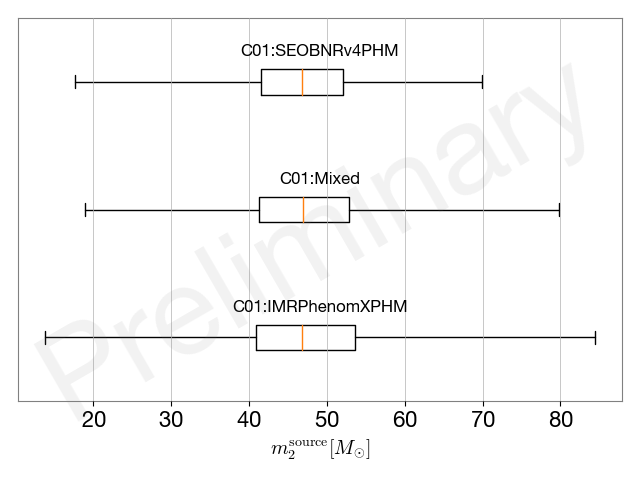 C01:SEOBNRv4PHM
C01:Mixed
C01:IMRPhenomXPHM
Preliminary
20 30 40 50 60 70 80
m₂^source [M⊙]